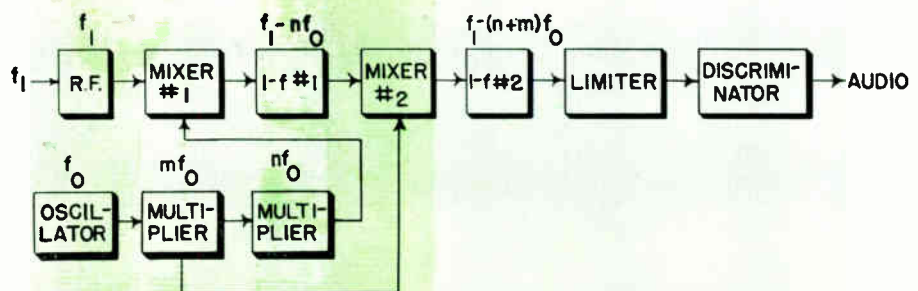 f₁
f₁-nf₀
f₁-(n+m)f₀
f₁
R.F.
MIXER
#1
I-f #1
MIXER
#2
I-f#2
LIMITER
DISCRIMI-
NATOR
AUDIO
f₀
mf₀
nf₀
OSCIL-
LATOR
MULTI-
PLIER
MULTI-
PLIER